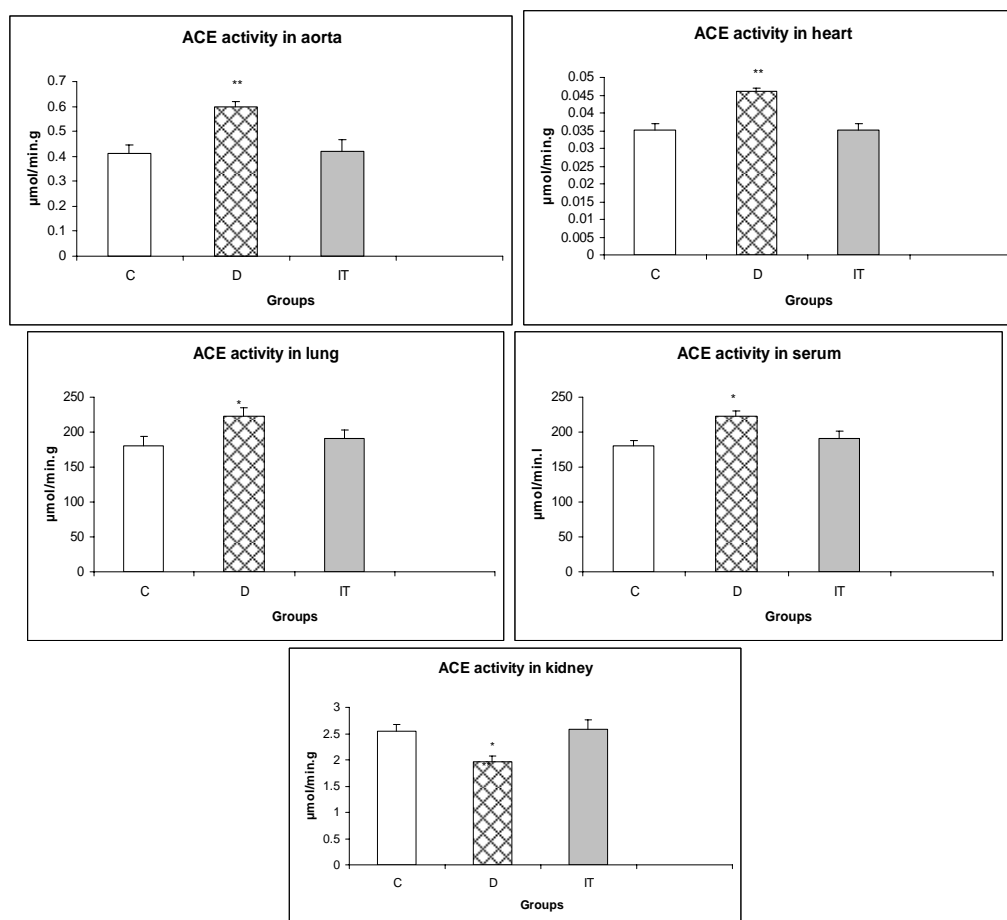 ACE activity in aorta
µmol/min.g
0.7
0.6
0.5
0.4
0.3
0.2
0.1
0
**
C D IT
Groups
ACE activity in heart
µmol/min.g
0.05
0.045
0.04
0.035
0.03
0.025
0.02
0.015
0.01
0.005
0
**
C D IT
Groups
ACE activity in lung
µmol/min.g
250
200
150
100
50
0
*
C D IT
Groups
ACE activity in serum
µmol/min.l
250
200
150
100
50
0
*
C D IT
Groups
ACE activity in kidney
µmol/min.g
3
2.5
2
1.5
1
0.5
0
*
**
C D IT
Groups